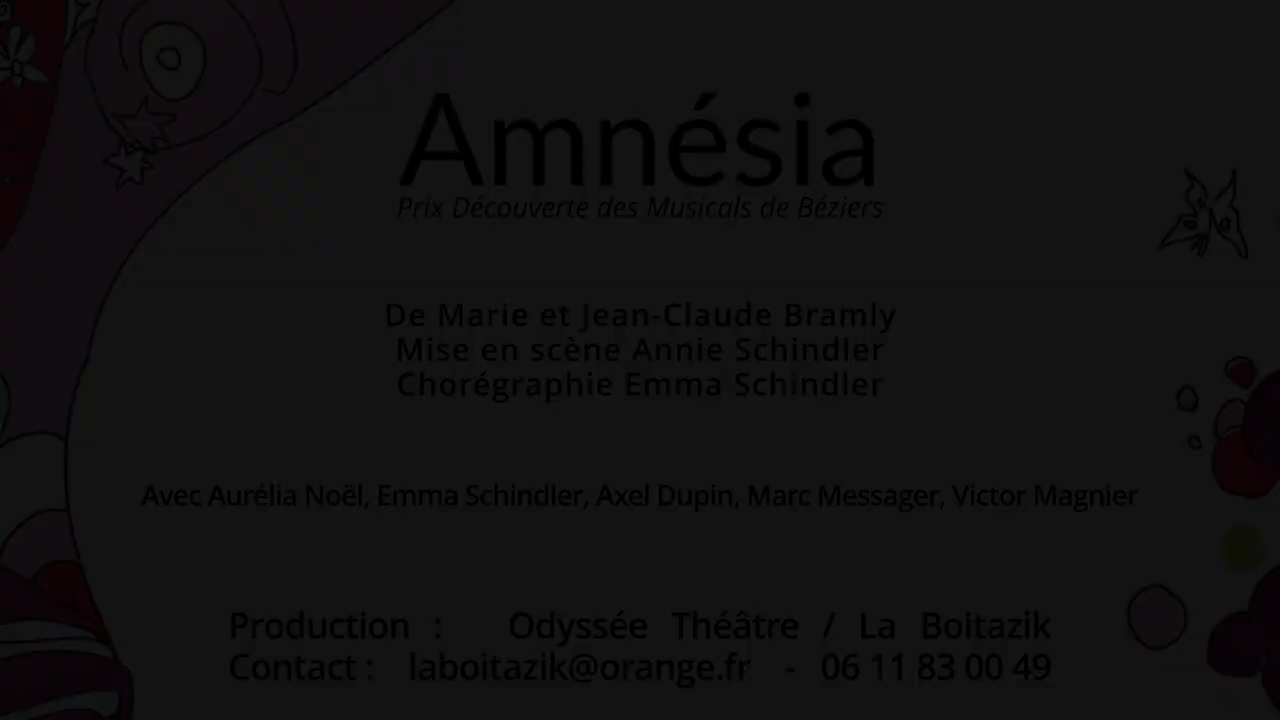 Amnésia
Prix Découverte des Musicals de Béziers
De Marie et Jean-Claude Bramly
Mise en scène Annie Schindler
Chorégraphie Emma Schindler
Avec Aurélia Noël, Emma Schindler, Axel Dupin, Marc Messager, Victor Magnier
Production : Odyssée Théâtre / La Boitazik
Contact : laboitazik@orange.fr - 06 11 83 00 49